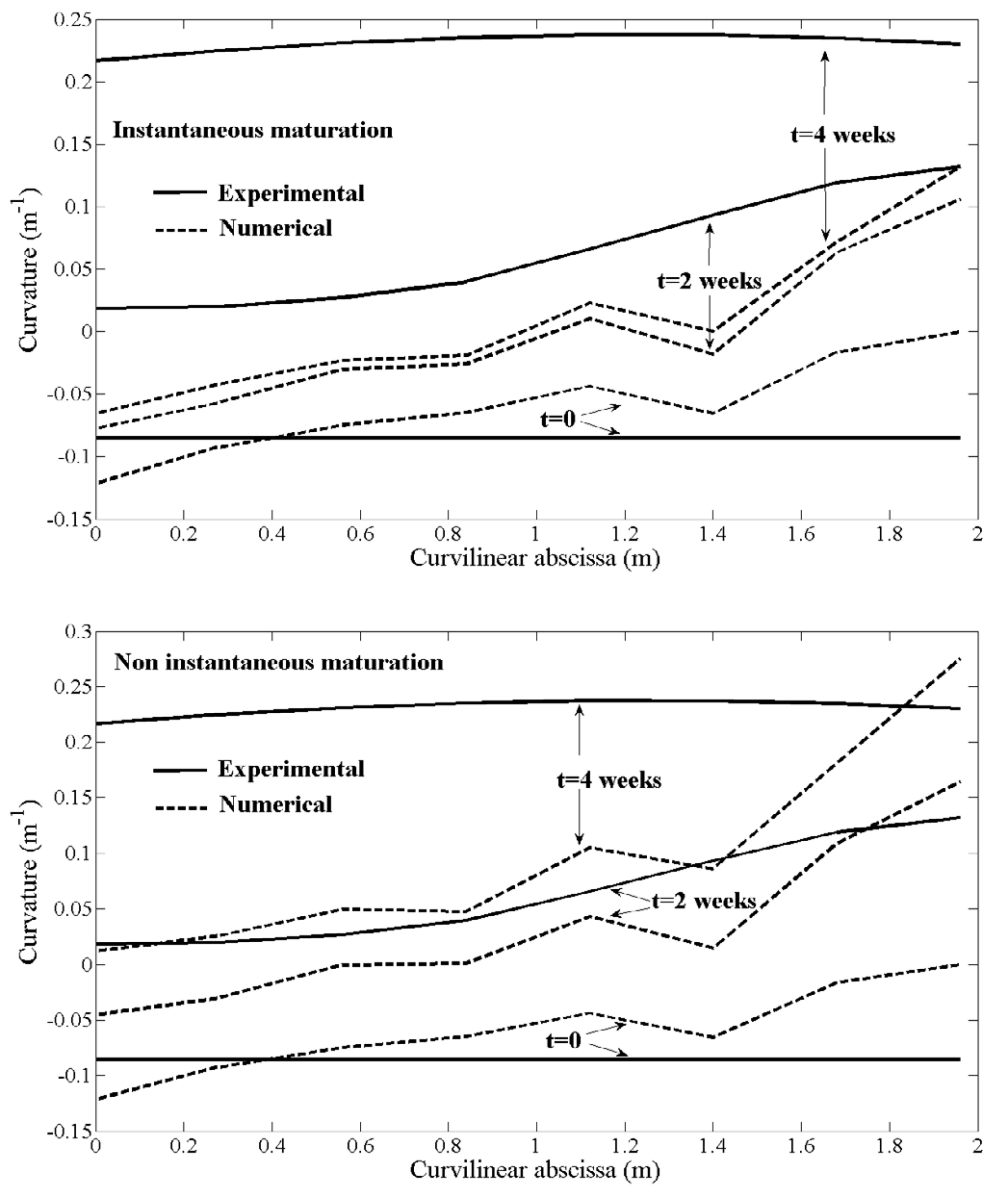 0.25
0.2
0.15
0.1
0.05
0
-0.05
-0.1
-0.15
Curvature (m-1)
Instantaneous maturation
Experimental
Numerical
t=4 weeks
t=2 weeks
t=0
0 0.2 0.4 0.6 0.8 1 1.2 1.4 1.6 1.8 2
Curvilinear abscissa (m)
0.3
0.25
0.2
0.15
0.1
0.05
0
-0.05
-0.1
-0.15
Curvature (m-1)
Non instantaneous maturation
Experimental
Numerical
t=4 weeks
t=2 weeks
t=0
0 0.2 0.4 0.6 0.8 1 1.2 1.4 1.6 1.8 2
Curvilinear abscissa (m)